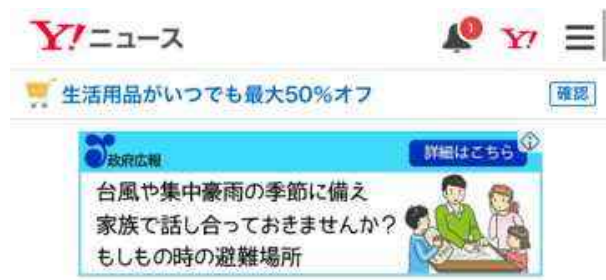 Y!ニュース
1
Y!
生活用品がいつでも最大50%オフ
確認
政府広報
詳細はこちら
台風や集中豪雨の季節に備え
家族で話し合っておきませんか?
もしもの時の避難場所